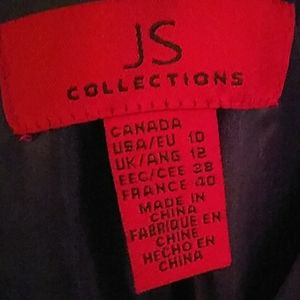 JS
COLLECTIONS
CANADA
USA/EU 10
UK/ANG 12
EEC/CEE 38
FRANCE 40
MADE IN
CHINA
FABRIQUE EN
CHINE
HECHO EN
CHINA